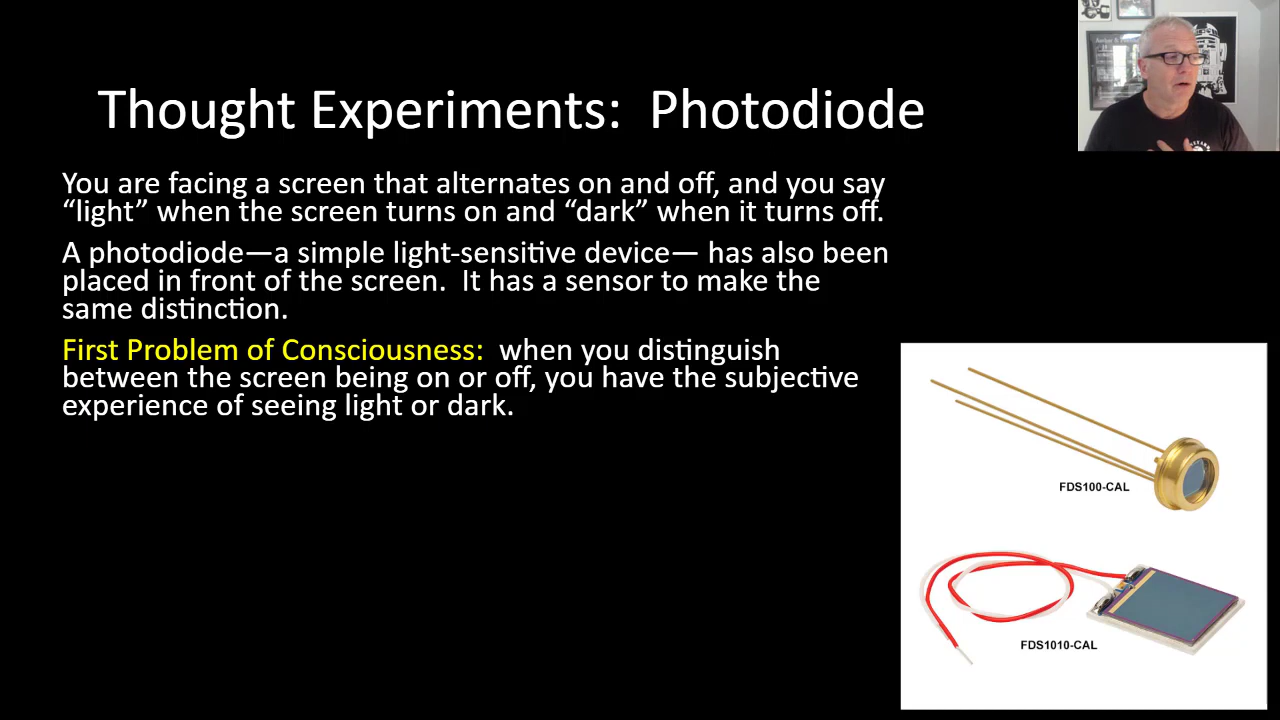 Thought Experiments:  Photodiode
You are facing a screen that alternates on and off, and you say
“light” when the screen turns on and “dark” when it turns off.
A photodiode—a simple light-sensitive device— has also been
placed in front of the screen.  It has a sensor to make the
same distinction.
First Problem of Consciousness:  when you distinguish
between the screen being on or off, you have the subjective
experience of seeing light or dark.
FDS100-CAL
FDS1010-CAL